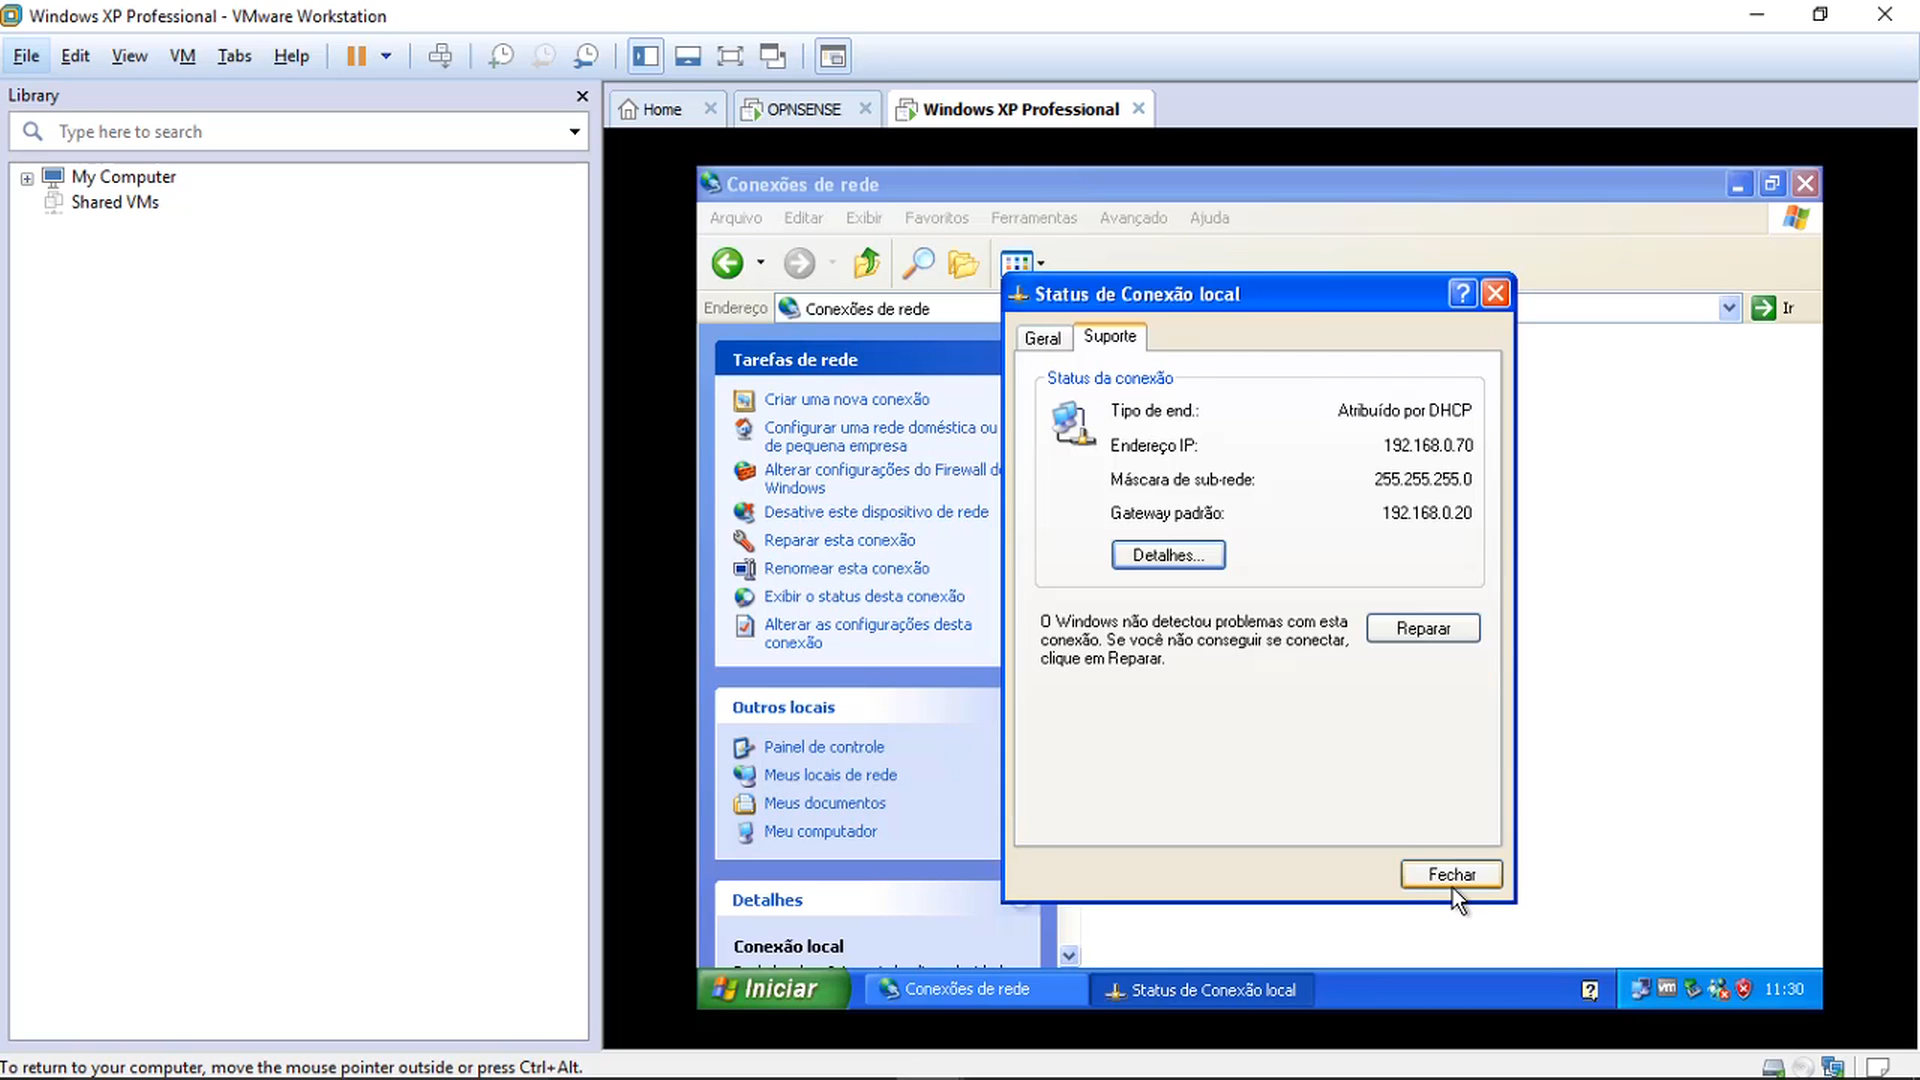 Windows XP Professional - VMware Workstation
File Edit View VM Tabs Help
Library
Type here to search
My Computer
Shared VMs
Home
OPNSENSE
Windows XP Professional
Conexões de rede
Arquivo Editar Exibir Favoritos Ferramentas Avançado Ajuda
Endereço Conexões de rede
Ir
Tarefas de rede
Criar uma nova conexão
Configurar uma rede doméstica ou
de pequena empresa
Alterar configurações do Firewall do
Windows
Desative este dispositivo de rede
Reparar esta conexão
Renomear esta conexão
Exibir o status desta conexão
Alterar as configurações desta
conexão
Outros locais
Painel de controle
Meus locais de rede
Meus documentos
Meu computador
Detalhes
Conexão local
Status de Conexão local
Geral Suporte
Status da conexão
Tipo de end.: Atribuído por DHCP
Endereço IP: 192.168.0.70
Máscara de sub-rede: 255.255.255.0
Gateway padrão: 192.168.0.20
Detalhes...
O Windows não detectou problemas com esta
conexão. Se você não conseguir se conectar,
clique em Reparar.
Reparar
Fechar
Iniciar
Conexões de rede
Status de Conexão local
vm
11:30
To return to your computer, move the mouse pointer outside or press Ctrl+Alt.